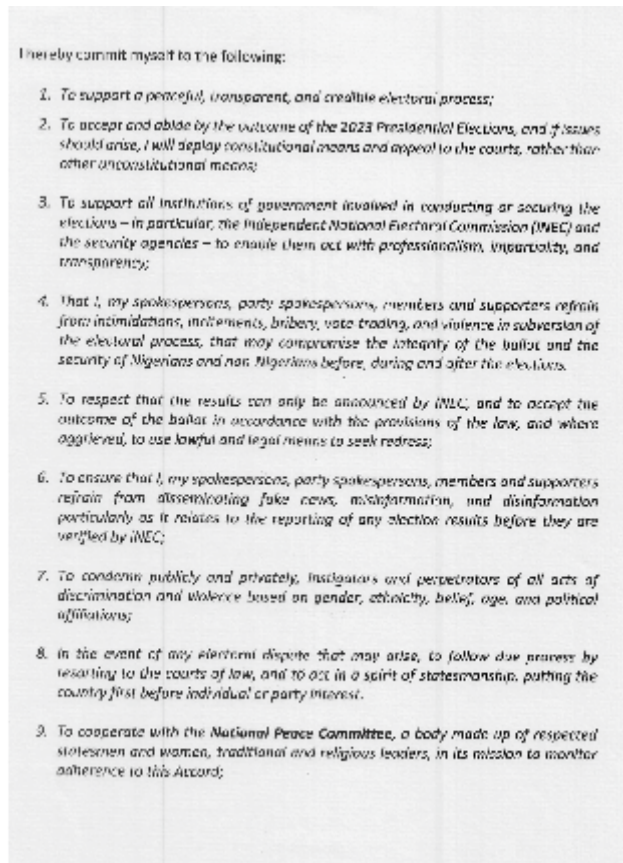 I hereby commit myself to the following:
1. To support a peaceful, transparent, and credible electoral process;
2. To accept and abide by the outcome of the 2023 Presidential Elections, and if issues
should arise, I will deploy constitutional means and appeal to the courts, rather than
other unconstitutional means;
3. To support all institutions of government involved in conducting or securing the
elections – in particular, the Independent National Electoral Commission (INEC) and
the security agencies – to enable them act with professionalism, impartiality, and
transparency;
4. That I, my spokespersons, party spokespersons, members and supporters refrain
from intimidations, incitements, bribery, vote trading, and violence in subversion of
the electoral process, that may compromise the integrity of the ballot and the
security of Nigerians and non Nigerians before, during and after the elections.
5. To respect that the results can only be announced by INEC, and to accept the
outcome of the ballot in accordance with the provisions of the law, and where
aggrieved, to use lawful and legal means to seek redress;
6. To ensure that I, my spokespersons, party spokespersons, members and supporters
refrain from disseminating fake news, misinformation, and disinformation
particularly as it relates to the reporting of any election results before they are
verified by INEC;
7. To condemn publicly and privately, instigators and perpetrators of all acts of
discrimination and violence based on gender, ethnicity, belief, age, and political
affiliations;
8. In the event of any electoral dispute that may arise, to follow due process by
resorting to the courts of law, and to act in a spirit of statesmanship, putting the
country first before individual or party interest.
9. To cooperate with the National Peace Committee, a body made up of respected
statesmen and women, traditional and religious leaders, in its mission to monitor
adherence to this Accord;